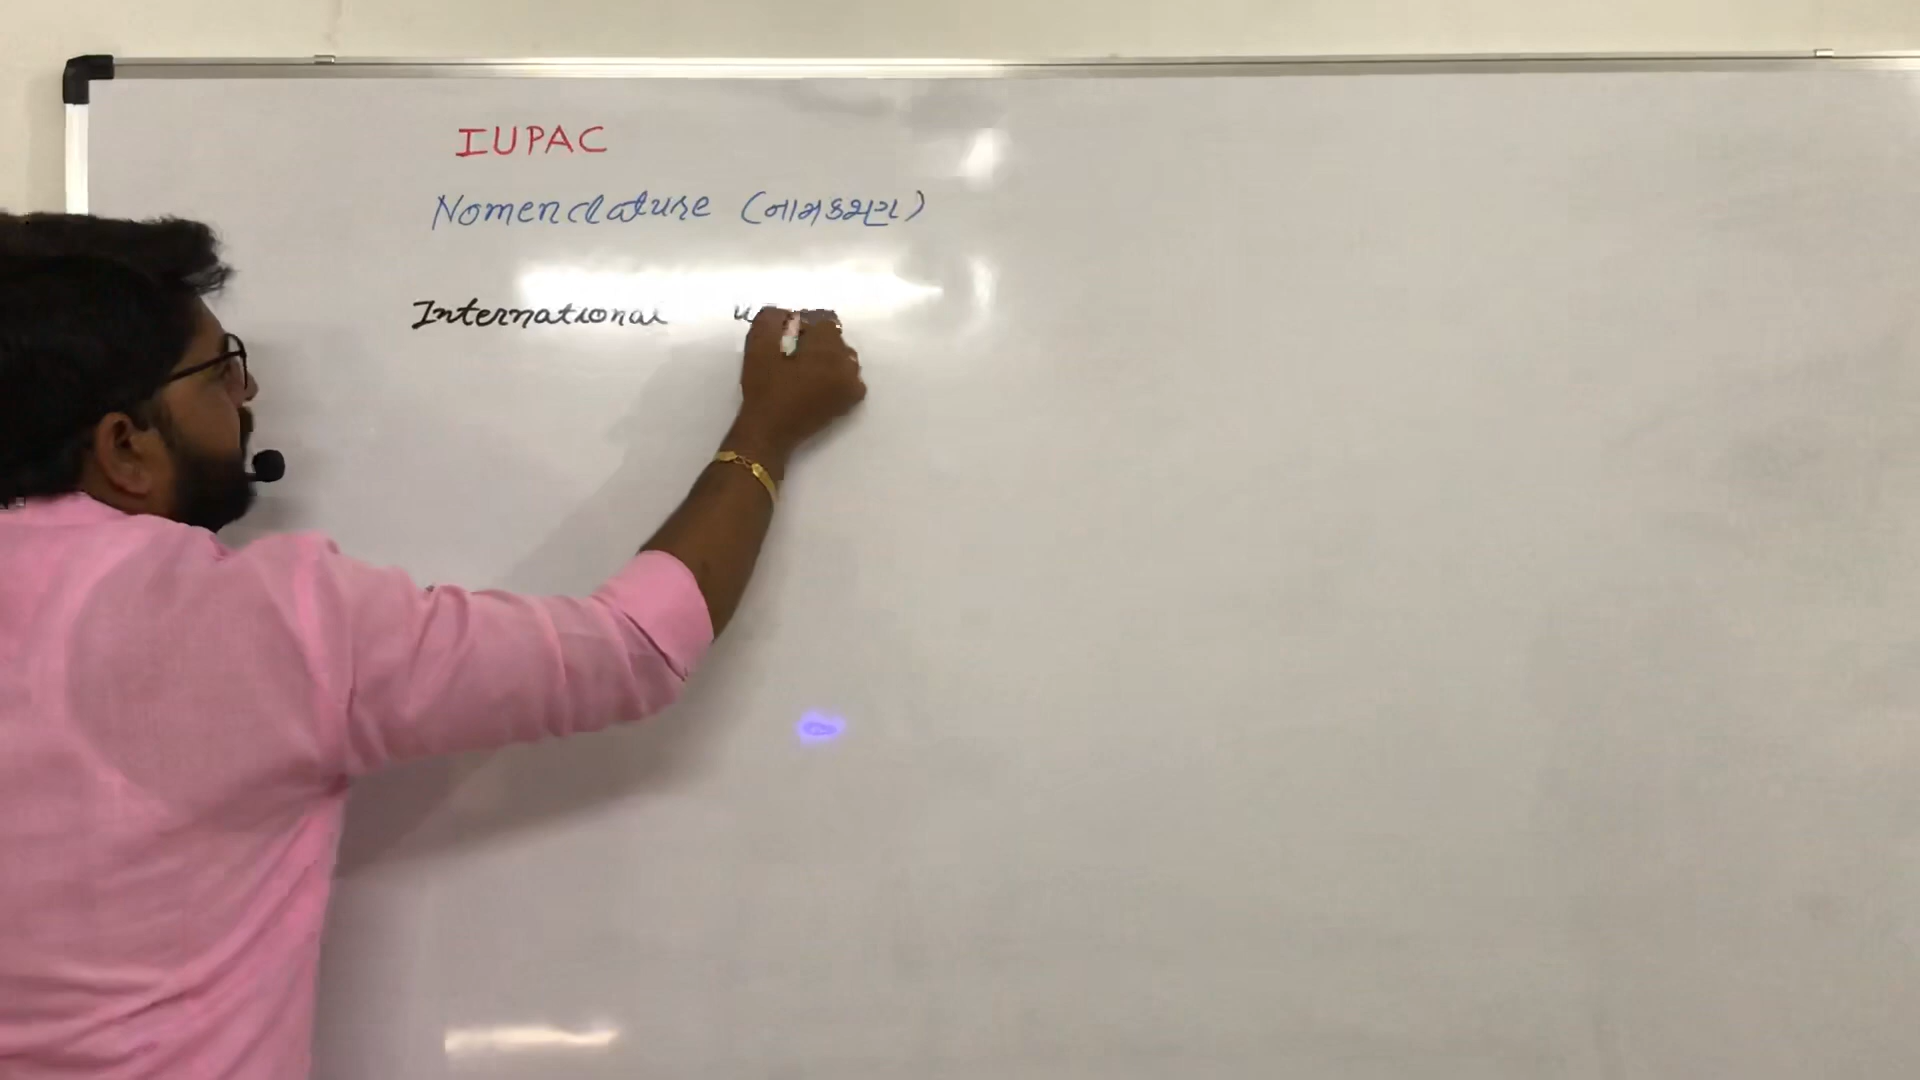 IUPAC
Nomenclature (નામકરણ)
International